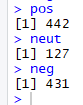 > pos
[1] 442
> neut
[1] 127
> neg
[1] 431
>